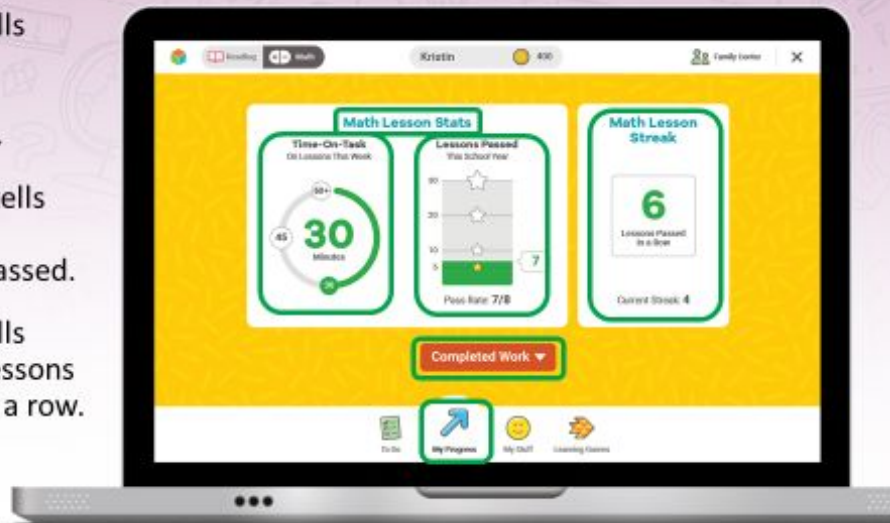 lls
ells
assed.
lls
essons
a row.
Reading
Math
Kristin
400
Family Center
Math Lesson Stats
Time-On-Task
On Lessons This Week
60+
45
30
Minutes
Lessons Passed
This School Year
30
20
10
5
7
Pass Rate: 7/8
Math Lesson
Streak
6
Lessons Passed
In a Row
Current Streak: 4
Completed Work
To Do
My Progress
My Stuff
Learning Games